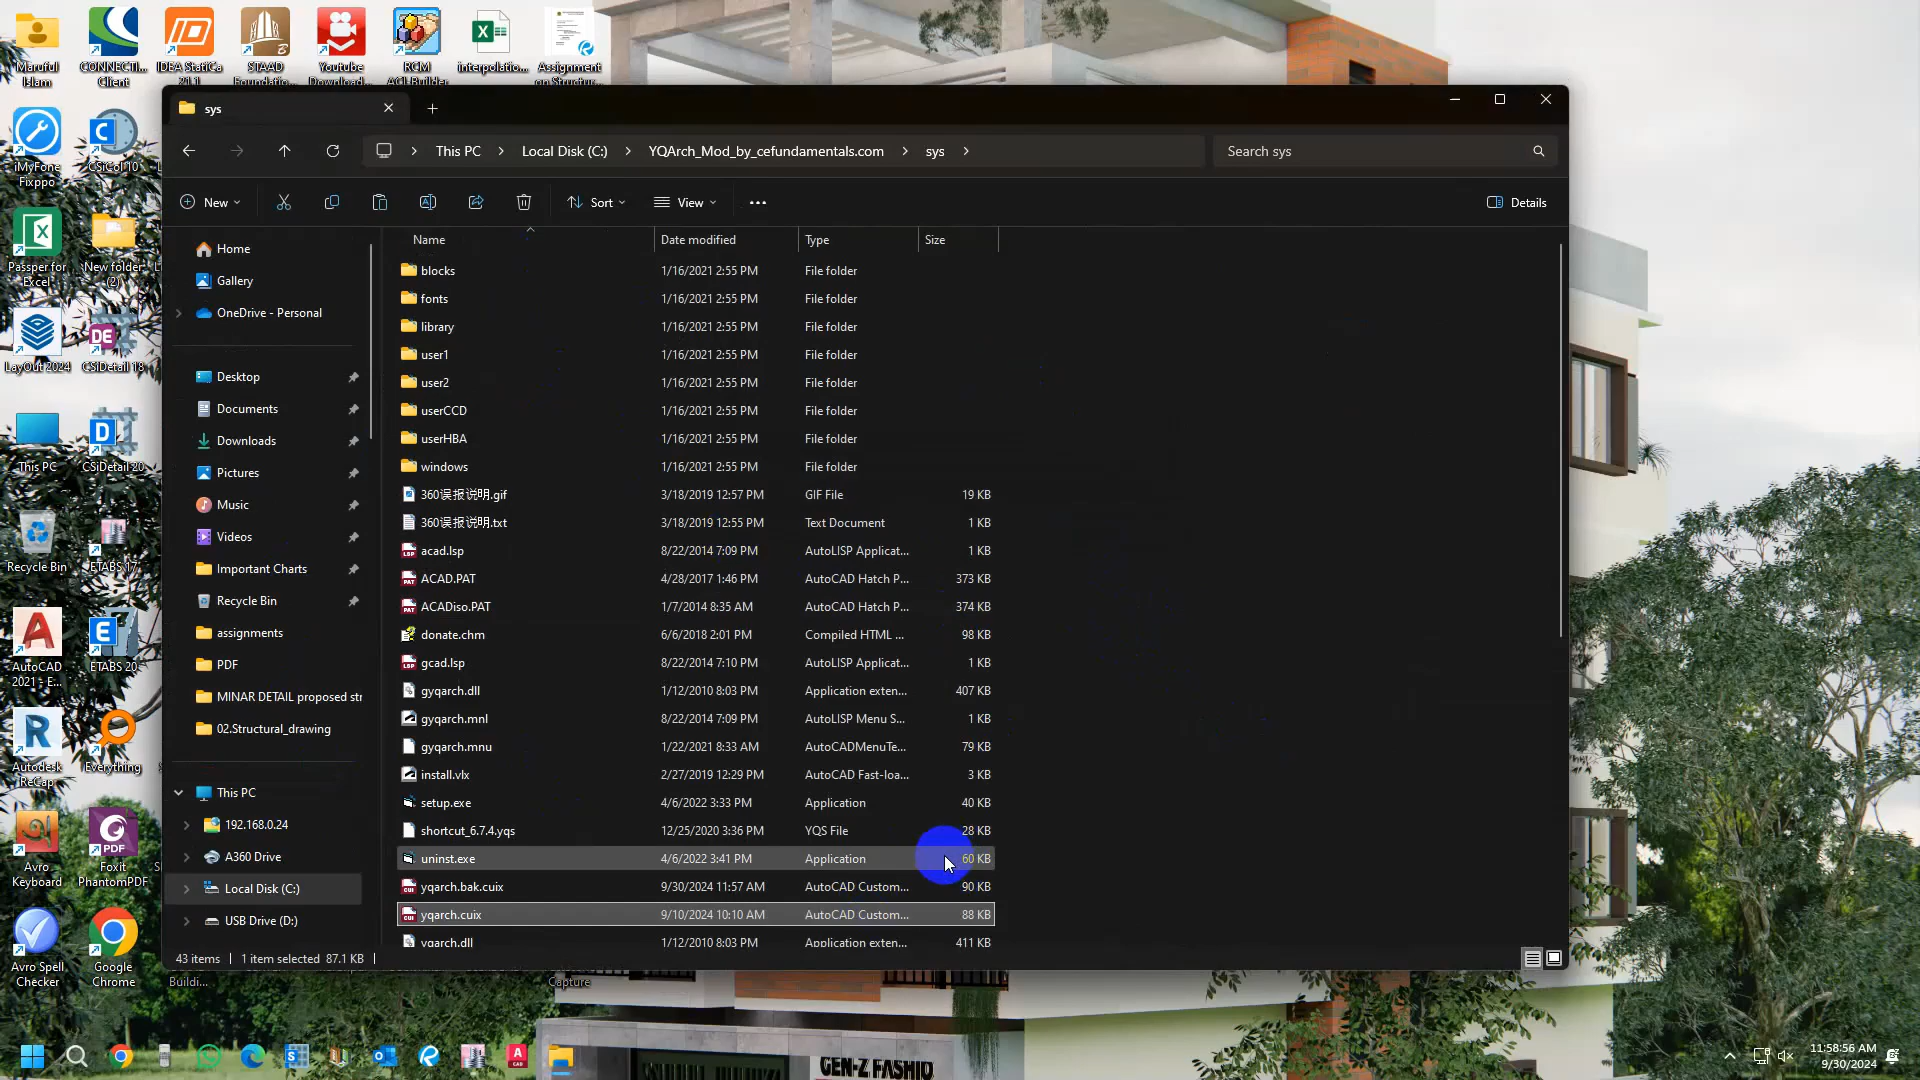 Maruful
Islam
CONNECTI...
Client
IDEA StatiCa
21.1
STAAD
Foundatio...
Youtube
Download...
RCM
ACI-Builder
interpolatio...
Assignment
on Structur...
iMyFone
Fixppo
CSiCol 10
Passper for
Excel
New folder
(2)
LayOut 2024
CSiDetail 18
This PC
CSiDetail 20
Recycle Bin
ETABS 17
AutoCAD
2021 - E...
ETABS 20
Autodesk
ReCap
Everything
Avro
Keyboard
Foxit
PhantomPDF
Avro Spell
Checker
Google
Chrome
Buildi...
Capture
sys
This PC
Local Disk (C:)
YQArch_Mod_by_cefundamentals.com
sys
Search sys
New
Sort
View
Details
Home
Gallery
OneDrive - Personal
Desktop
Documents
Downloads
Pictures
Music
Videos
Important Charts
Recycle Bin
assignments
PDF
MINAR DETAIL proposed str
02.Structural_drawing
This PC
192.168.0.24
A360 Drive
Local Disk (C:)
USB Drive (D:)
Name Date modified Type Size
blocks 1/16/2021 2:55 PM File folder
fonts 1/16/2021 2:55 PM File folder
library 1/16/2021 2:55 PM File folder
user1 1/16/2021 2:55 PM File folder
user2 1/16/2021 2:55 PM File folder
userCCD 1/16/2021 2:55 PM File folder
userHBA 1/16/2021 2:55 PM File folder
windows 1/16/2021 2:55 PM File folder
360误报说明.gif 3/18/2019 12:57 PM GIF File 19 KB
360误报说明.txt 3/18/2019 12:55 PM Text Document 1 KB
acad.lsp 8/22/2014 7:09 PM AutoLISP Applicat... 1 KB
ACAD.PAT 4/28/2017 1:46 PM AutoCAD Hatch P... 373 KB
ACADiso.PAT 1/7/2014 8:35 AM AutoCAD Hatch P... 374 KB
donate.chm 6/6/2018 2:01 PM Compiled HTML ... 98 KB
gcad.lsp 8/22/2014 7:10 PM AutoLISP Applicat... 1 KB
gyqarch.dll 1/12/2010 8:03 PM Application exten... 407 KB
gyqarch.mnl 8/22/2014 7:09 PM AutoLISP Menu S... 1 KB
gyqarch.mnu 1/22/2021 8:33 AM AutoCADMenuTe... 79 KB
install.vlx 2/27/2019 12:29 PM AutoCAD Fast-loa... 3 KB
setup.exe 4/6/2022 3:33 PM Application 40 KB
shortcut_6.7.4.yqs 12/25/2020 3:36 PM YQS File 28 KB
uninst.exe 4/6/2022 3:41 PM Application 60 KB
yqarch.bak.cuix 9/30/2024 11:57 AM AutoCAD Custom... 90 KB
yqarch.cuix 9/10/2024 10:10 AM AutoCAD Custom... 88 KB
yqarch.dll 1/12/2010 8:03 PM Application exten... 411 KB
43 items 1 item selected 87.1 KB
GEN-Z FASHIO
11:58:56 AM
9/30/2024